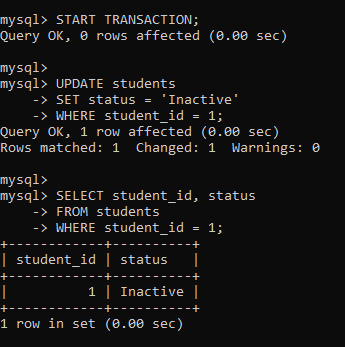 mysql> START TRANSACTION;
Query OK, 0 rows affected (0.00 sec)
mysql>
mysql> UPDATE students
    -> SET status = 'Inactive'
    -> WHERE student_id = 1;
Query OK, 1 row affected (0.00 sec)
Rows matched: 1  Changed: 1  Warnings: 0
mysql>
mysql> SELECT student_id, status
    -> FROM students
    -> WHERE student_id = 1;
+------------+----------+
| student_id | status   |
+------------+----------+
|          1 | Inactive |
+------------+----------+
1 row in set (0.00 sec)